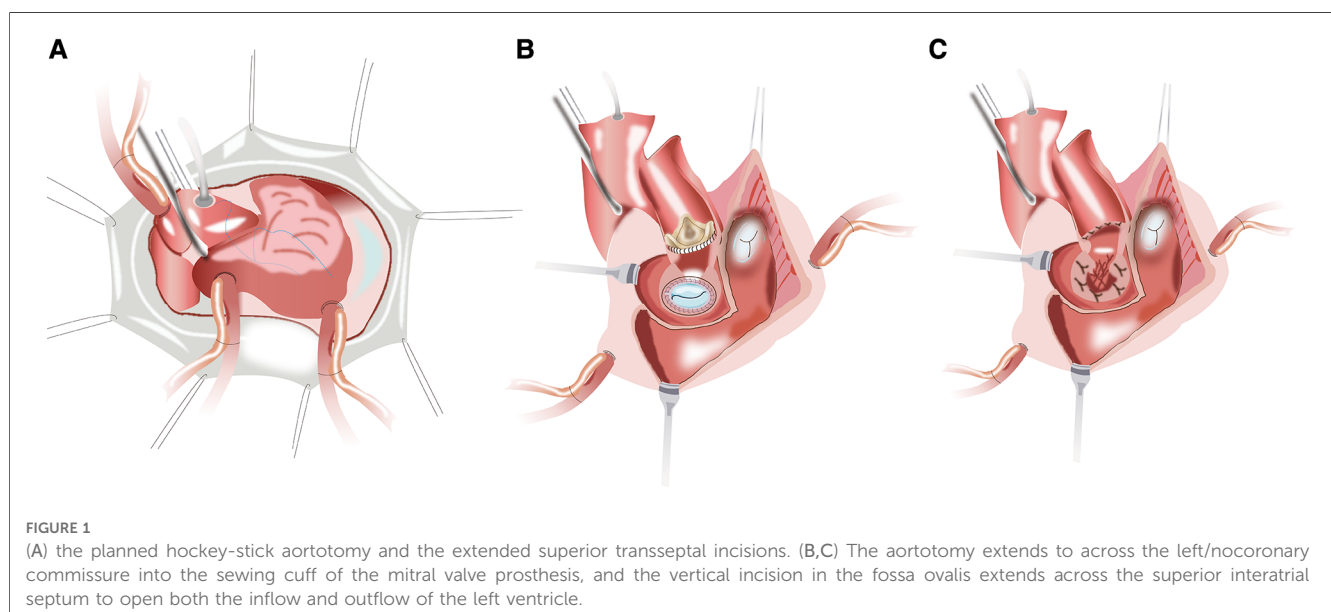 A
B
C
FIGURE 1
(A) the planned hockey-stick aortotomy and the extended superior transseptal incisions. (B,C) The aortotomy extends to across the left/nocoronary
commissure into the sewing cuff of the mitral valve prosthesis, and the vertical incision in the fossa ovalis extends across the superior interatrial
septum to open both the inflow and outflow of the left ventricle.